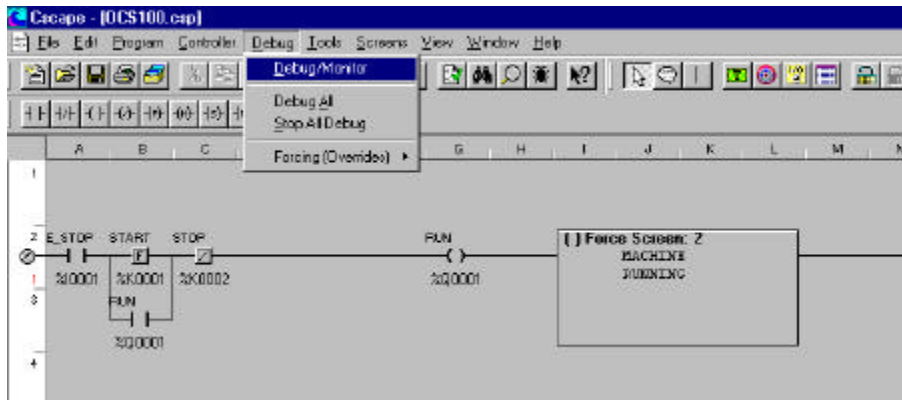 Cscape - [OCS100.csp]
File Edit Program Controller Debug Tools Screens View Window Help
Debug/Monitor
Debug All
Stop All Debug
Forcing (Overrides)
A B C G H I J K L M N
1
2 E_STOP START STOP RUN ( ) Force Screen: 2
F
MACHINE
1 %I0001 %K0001 %K0002 %Q0001 RUNNING
3 RUN
%Q0001
4